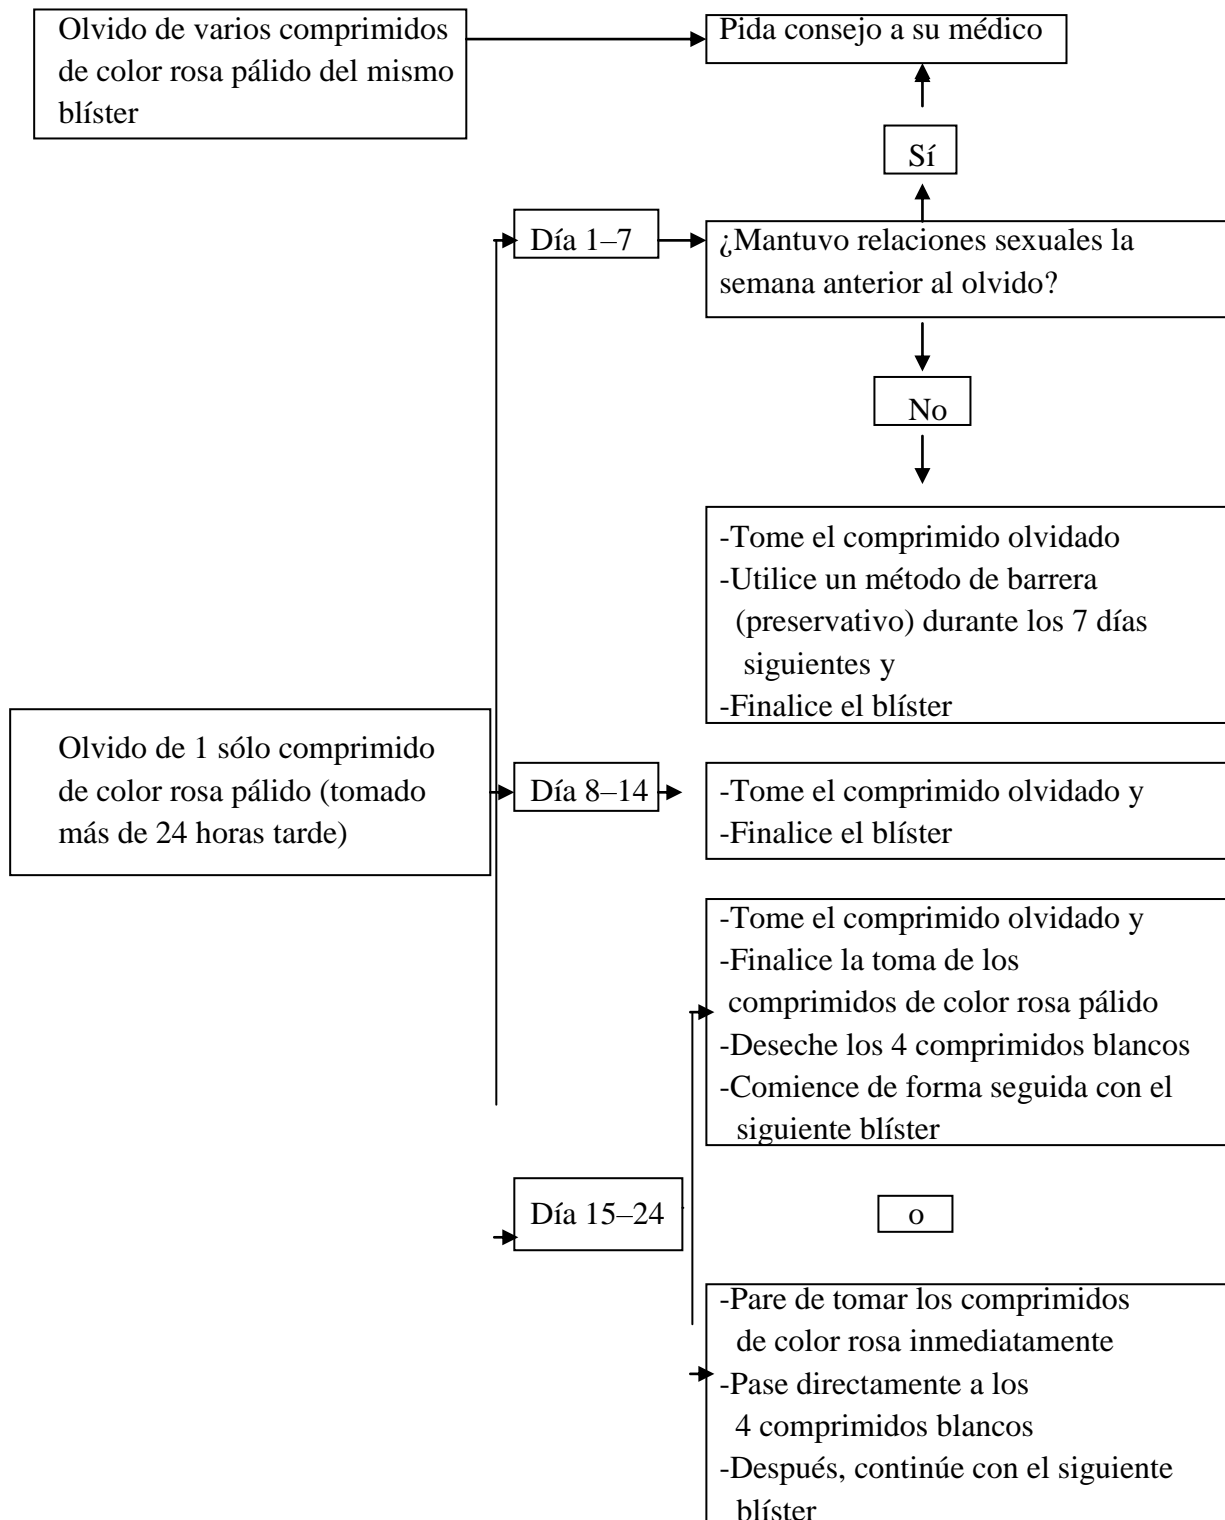 Olvido de varios comprimidos
de color rosa pálido del mismo
blíster
Pida consejo a su médico
Sí
Día 1–7
¿Mantuvo relaciones sexuales la
semana anterior al olvido?
No
-Tome el comprimido olvidado
-Utilice un método de barrera
(preservativo) durante los 7 días
siguientes y
-Finalice el blíster
Olvido de 1 sólo comprimido
de color rosa pálido (tomado
más de 24 horas tarde)
Día 8–14
-Tome el comprimido olvidado y
-Finalice el blíster
-Tome el comprimido olvidado y
-Finalice la toma de los
comprimidos de color rosa pálido
-Deseche los 4 comprimidos blancos
-Comience de forma seguida con el
siguiente blíster
Día 15–24
o
-Pare de tomar los comprimidos
de color rosa inmediatamente
-Pase directamente a los
4 comprimidos blancos
-Después, continúe con el siguiente
blíster